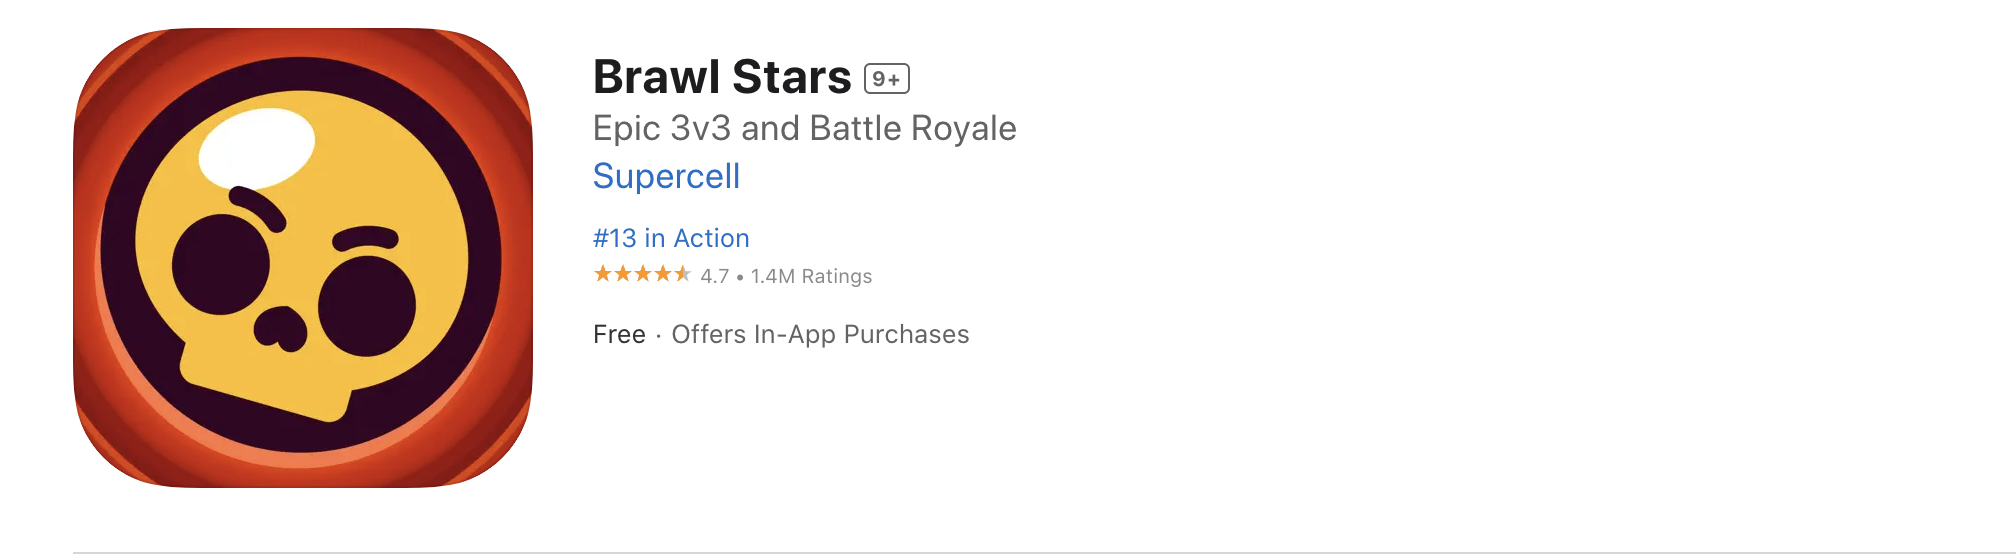 Brawl Stars 9+
Epic 3v3 and Battle Royale
Supercell
#13 in Action
4.7 • 1.4M Ratings
Free · Offers In-App Purchases